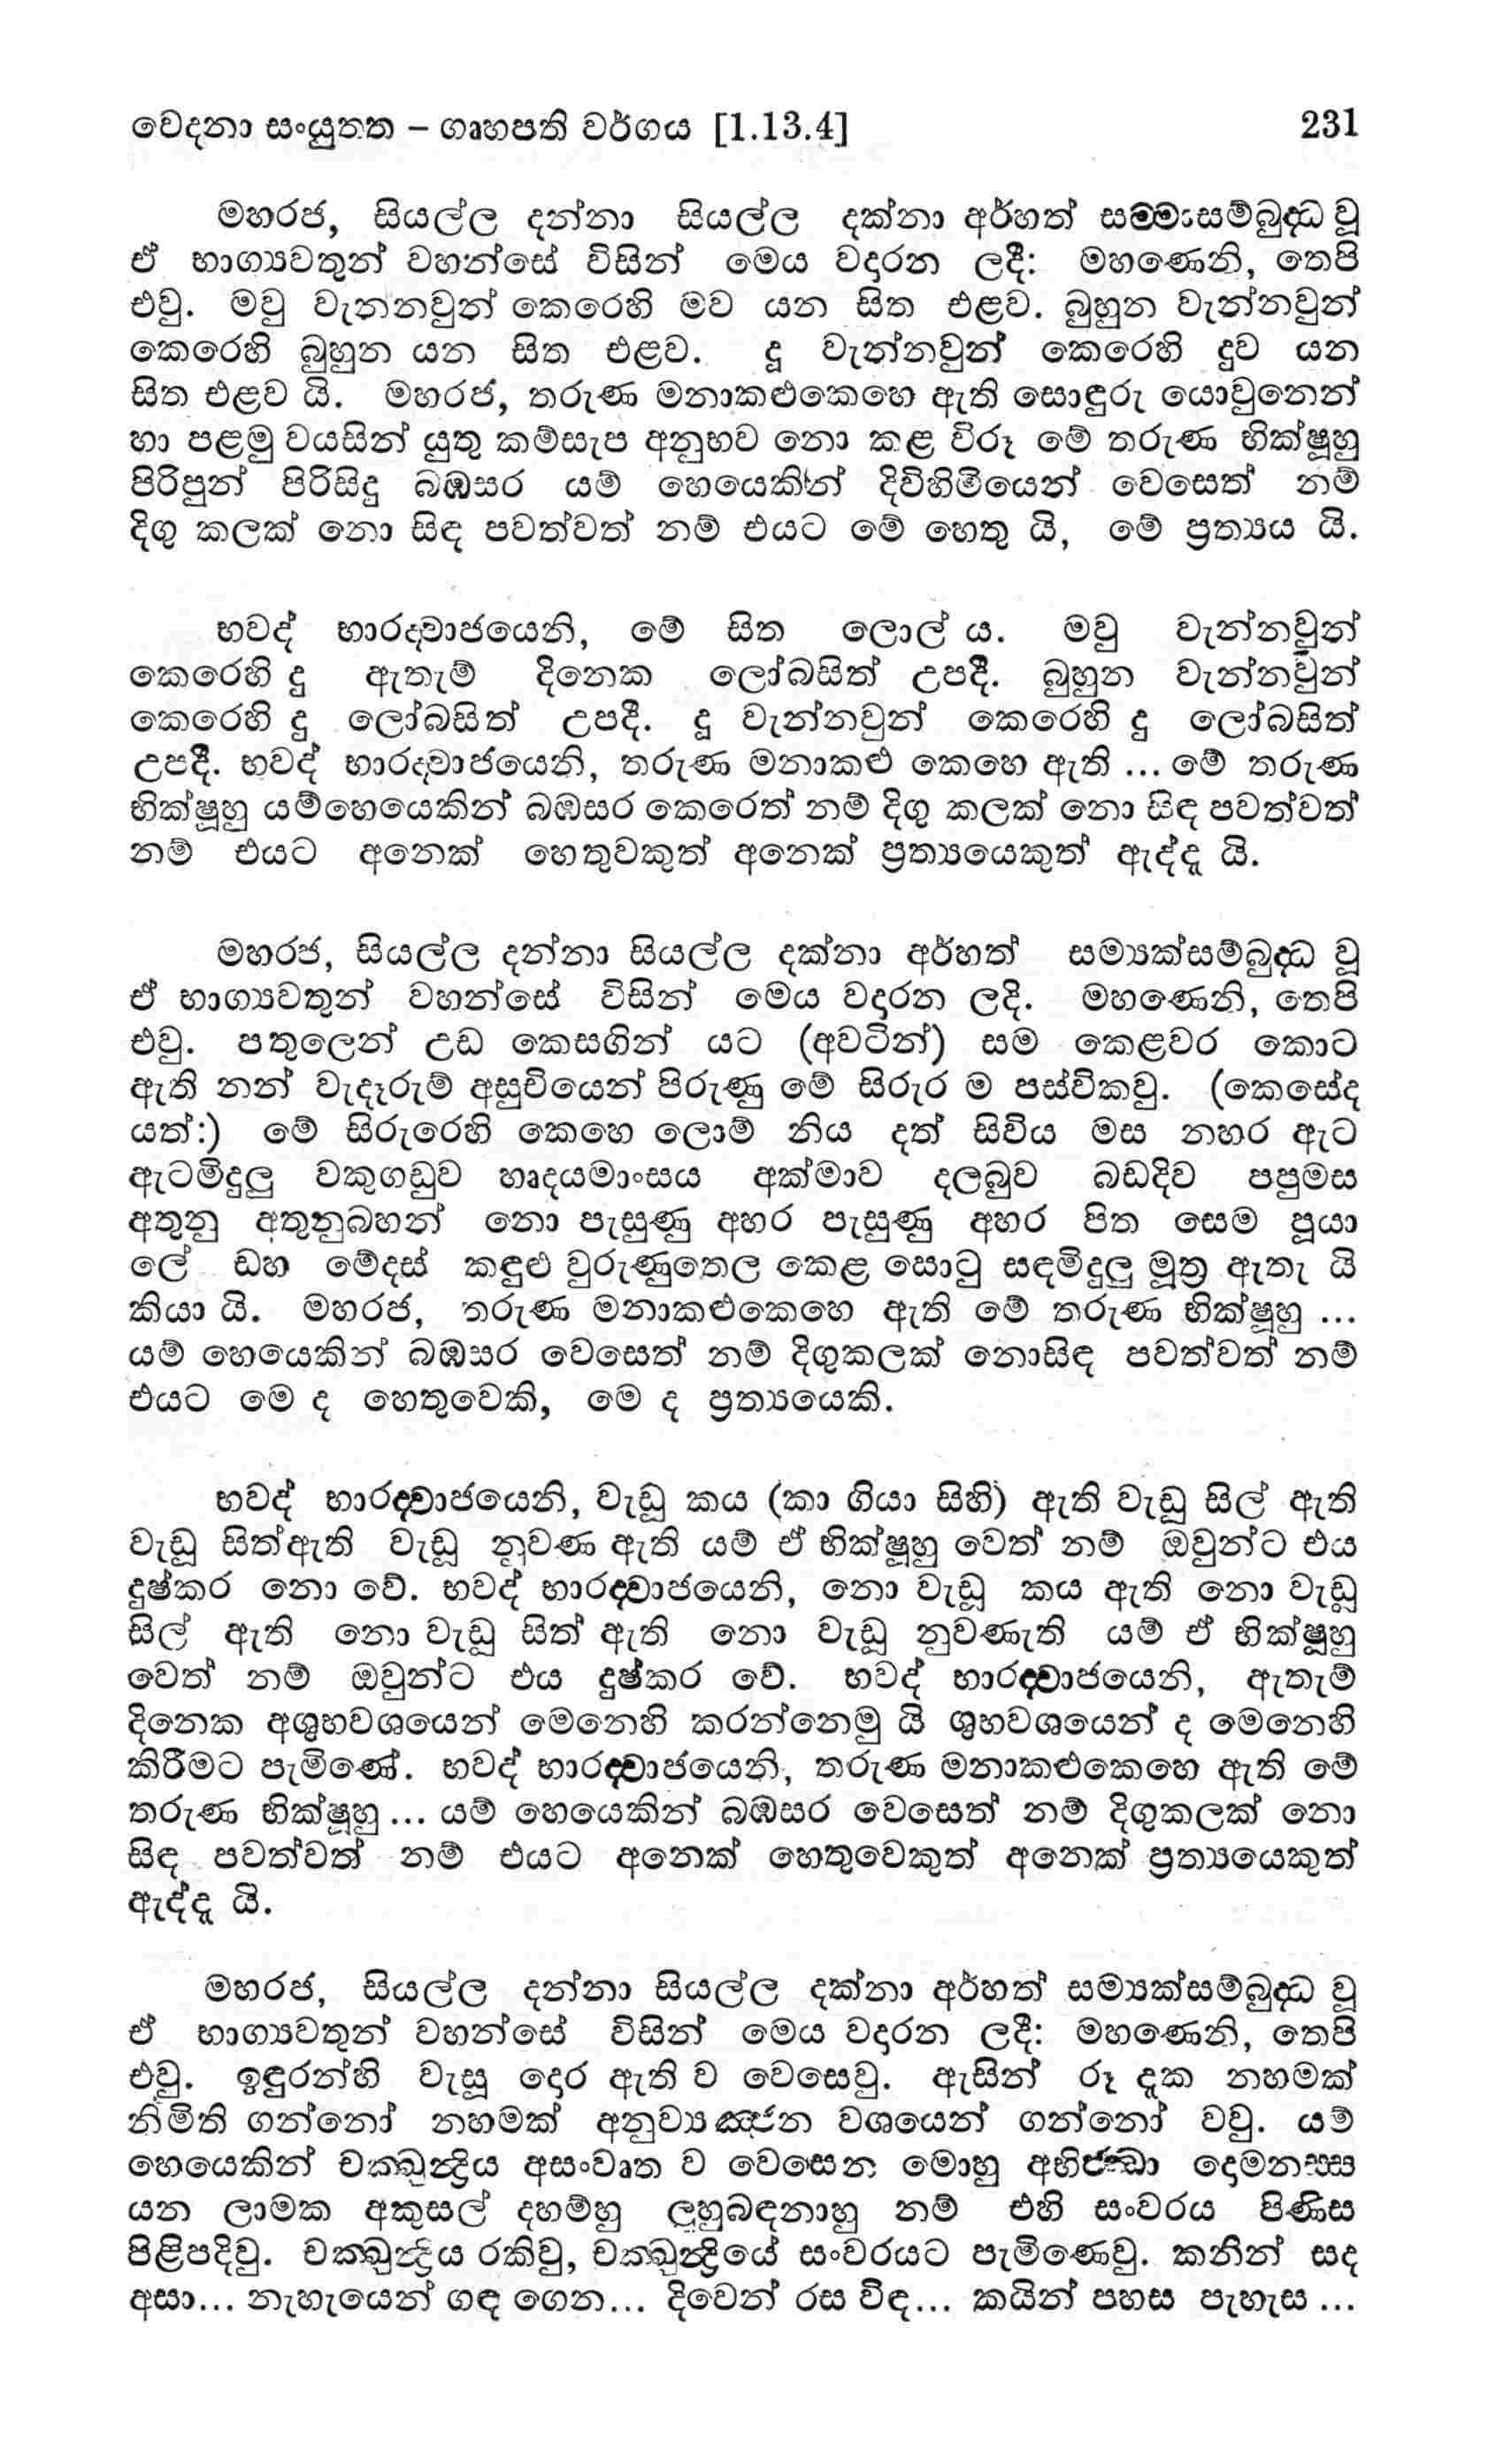 වෙදනා සංයුතත – ගෘහපති වර්ගය [1.13.4] 231
මහරජ, සියල්ල දන්නා සියල්ල දක්නා අර්හත් සම්මාසම්බුද්ධ වූ
ඒ භාග්‍යවතුන් වහන්සේ විසින් මෙය වදරන ලදී: මහණෙනි, තෙපි
එවු. මවු වැනනවුන් කෙරෙහි මව යන සිත එළව. බුහුන වැන්නවුන්
කෙරෙහි බුහුන යන සිත එළව. දූ වැන්නවුන් කෙරෙහි දුව යන
සිත එළව යි. මහරජ, තරුණ මනාකළුකෙහෙ ඇති සොඳුරු යොවුනෙන්
හා පළමු වයසින් යුතු කම්සැප අනුභව නො කළ විරූ මේ තරුණ භික්ෂූහු
පිරිපුන් පිරිසිදු බඹසර යම් හෙයෙකින් දිවිහිමියෙන් වෙසෙත් නම්
දිගු කලක් නො සිඳ පවත්වත් නම් එයට මේ හෙතු යි, මේ ප්‍රත්‍යය යි.
භවද් භාරද්වාජයෙනි, මේ සිත ලොල් ය. මවු වැන්නවුන්
කෙරෙහි දු ඇතැම් දිනෙක ලෝබසිත් උපදී. බුහුන වැන්නවුන්
කෙරෙහි දු ලෝබසිත් උපදී. දූ වැන්නවුන් කෙරෙහි දු ලෝබසිත්
උපදී. භවද් භාරද්වාජයෙනි, තරුණ මනාකළු කෙහෙ ඇති ... මේ තරුණ
භික්ෂූහු යම්හෙයෙකින් බඹසර කෙරෙත් නම් දිගු කලක් නො සිඳ පවත්වත්
නම් එයට අනෙක් හෙතුවකුත් අනෙක් ප්‍රත්‍යයෙකුත් ඇද්දැ යි.
මහරජ, සියල්ල දන්නා සියල්ල දක්නා අර්හත් සම්‍යක්සම්බුද්ධ වූ
ඒ භාග්‍යවතුන් වහන්සේ විසින් මෙය වදරන ලදි. මහණෙනි, තෙපි
එවු. පතුලෙන් උඩ කෙසගින් යට (අවටින්) සම කෙළවර කොට
ඇති නන් වැදෑරුම් අසුචියෙන් පිරුණු මේ සිරුර ම පස්විකවු. (කෙසේද
යත්:) මේ සිරුරෙහි කෙහෙ ලොම් නිය දත් සිවිය මස නහර ඇට
ඇටමිදුලු වකුගඩුව හෘදයමාංසය අක්මාව දලබුව බඩදිව පපුමස
අතුනු අතුනුබහන් නො පැසුණු අහර පැසුණු අහර පිත සෙම පූයා
ලේ ඩහ මේදස් කඳුළු වුරුණුතෙල කෙළ සොටු සඳමිදුලු මූත්‍ර ඇතැ යි
කියා යි. මහරජ, තරුණ මනාකළුකෙහෙ ඇති මේ තරුණ භික්ෂූහු ...
යම් හෙයෙකින් බඹසර වෙසෙත් නම් දිගුකලක් නොසිඳ පවත්වත් නම්
එයට මෙ ද හෙතුවෙකි, මෙ ද ප්‍රත්‍යයෙකි.
භවද් භාරද්වාජයෙනි, වැඩූ කය (කා ගියා සිහි) ඇති වැඩූ සිල් ඇති
වැඩූ සිත්ඇති වැඩූ නුවණ ඇති යම් ඒ භික්ෂූහු වෙත් නම් ඔවුන්ට එය
දුෂ්කර නො වේ. භවද් භාරද්වාජයෙනි, නො වැඩූ කය ඇති නො වැඩූ
සිල් ඇති නො වැඩූ සිත් ඇති නො වැඩූ නුවණැති යම් ඒ භික්ෂූහු
වෙත් නම් ඔවුන්ට එය දුෂ්කර වේ. භවද් භාරද්වාජයෙනි, ඇතැම්
දිනෙක අශුභවශයෙන් මෙනෙහි කරන්නෙමු යි ශුභවශයෙන් ද මෙනෙහි
කිරීමට පැමිණේ. භවද් භාරද්වාජයෙනි, තරුණ මනාකළුකෙහෙ ඇති මේ
තරුණ භික්ෂූහු ... යම් හෙයෙකින් බඹසර වෙසෙත් නම් දිගුකලක් නො
සිඳ පවත්වත් නම් එයට අනෙක් හෙතුවෙකුත් අනෙක් ප්‍රත්‍යයෙකුත්
ඇද්දැ යි.
මහරජ, සියල්ල දන්නා සියල්ල දක්නා අර්හත් සම්‍යක්සම්බුද්ධ වූ
ඒ භාග්‍යවතුන් වහන්සේ විසින් මෙය වදරන ලදී: මහණෙනි, තෙපි
එවු. ඉඳුරන්හි වැසූ දොර ඇති ව වෙසෙවු. ඇසින් රූ දැක නහමක්
නිමිති ගන්නෝ නහමක් අනුව්‍යඤ්ජන වශයෙන් ගන්නෝ වවු. යම්
හෙයෙකින් චක්ඛුන්ද්‍රිය අසංවෘත ව වෙසෙන මොහු අභිජ්ඣා දොමනස්ස
යන ලාමක අකුසල් දහම්හු ලුහුබඳනාහු නම් එහි සංවරය පිණිස
පිළිපදිවු. චක්ඛුන්ද්‍රිය රකිවු, චක්ඛුන්ද්‍රියේ සංවරයට පැමිණෙවු. කනින් සද
අසා... නැහැයෙන් ගඳ ගෙන... දිවෙන් රස විඳ... කයින් පහස පැහැස ...